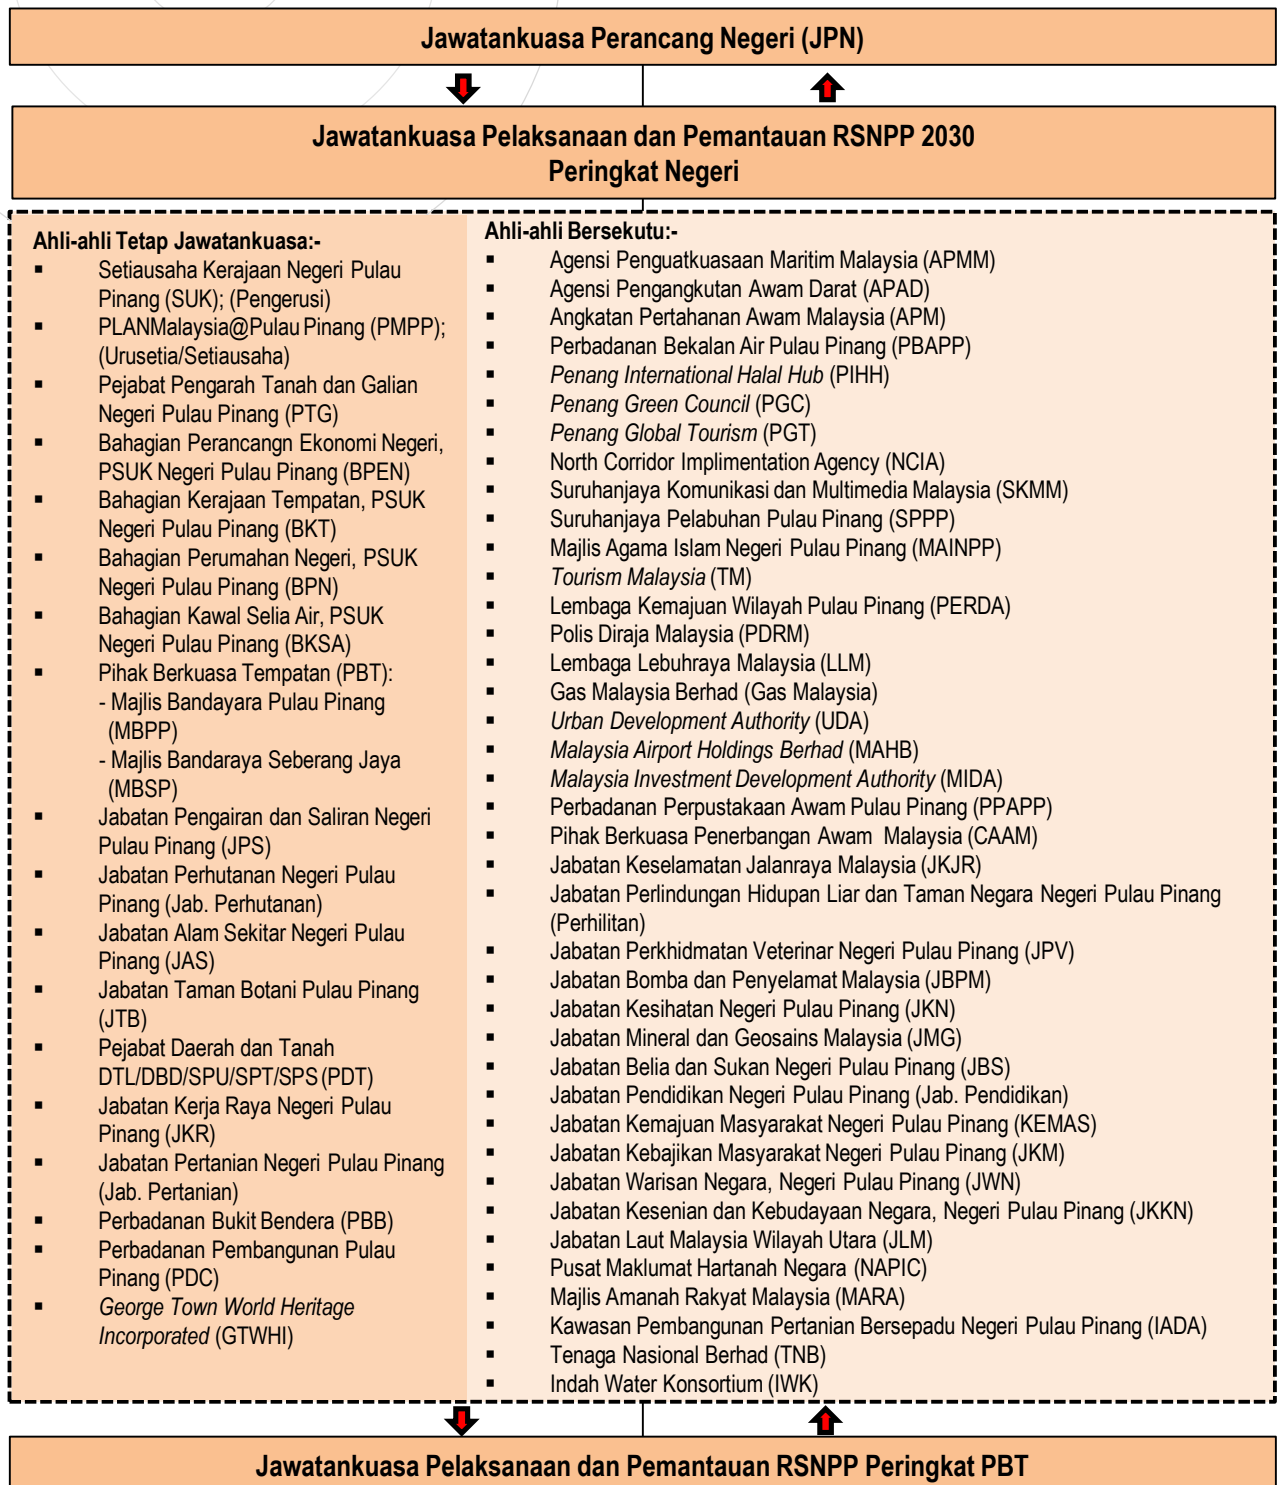 Jawatankuasa Perancang Negeri (JPN)
Jawatankuasa Pelaksanaan dan Pemantauan RSNPP 2030
Peringkat Negeri
Ahli-ahli Tetap Jawatankuasa:-
▪ Setiausaha Kerajaan Negeri Pulau
Pinang (SUK); (Pengerusi)
▪ PLANMalaysia@Pulau Pinang (PMPP);
(Urusetia/Setiausaha)
▪ Pejabat Pengarah Tanah dan Galian
Negeri Pulau Pinang (PTG)
▪ Bahagian Perancangn Ekonomi Negeri,
PSUK Negeri Pulau Pinang (BPEN)
▪ Bahagian Kerajaan Tempatan, PSUK
Negeri Pulau Pinang (BKT)
▪ Bahagian Perumahan Negeri, PSUK
Negeri Pulau Pinang (BPN)
▪ Bahagian Kawal Selia Air, PSUK
Negeri Pulau Pinang (BKSA)
▪ Pihak Berkuasa Tempatan (PBT):
- Majlis Bandayara Pulau Pinang
(MBPP)
- Majlis Bandaraya Seberang Jaya
(MBSP)
▪ Jabatan Pengairan dan Saliran Negeri
Pulau Pinang (JPS)
▪ Jabatan Perhutanan Negeri Pulau
Pinang (Jab. Perhutanan)
▪ Jabatan Alam Sekitar Negeri Pulau
Pinang (JAS)
▪ Jabatan Taman Botani Pulau Pinang
(JTB)
▪ Pejabat Daerah dan Tanah
DTL/DBD/SPU/SPT/SPS (PDT)
▪ Jabatan Kerja Raya Negeri Pulau
Pinang (JKR)
▪ Jabatan Pertanian Negeri Pulau Pinang
(Jab. Pertanian)
▪ Perbadanan Bukit Bendera (PBB)
▪ Perbadanan Pembangunan Pulau
Pinang (PDC)
▪ George Town World Heritage
Incorporated (GTWHI)
Ahli-ahli Bersekutu:-
▪ Agensi Penguatkuasaan Maritim Malaysia (APMM)
▪ Agensi Pengangkutan Awam Darat (APAD)
▪ Angkatan Pertahanan Awam Malaysia (APM)
▪ Perbadanan Bekalan Air Pulau Pinang (PBAPP)
▪ Penang International Halal Hub (PIHH)
▪ Penang Green Council (PGC)
▪ Penang Global Tourism (PGT)
▪ North Corridor Implimentation Agency (NCIA)
▪ Suruhanjaya Komunikasi dan Multimedia Malaysia (SKMM)
▪ Suruhanjaya Pelabuhan Pulau Pinang (SPPP)
▪ Majlis Agama Islam Negeri Pulau Pinang (MAINPP)
▪ Tourism Malaysia (TM)
▪ Lembaga Kemajuan Wilayah Pulau Pinang (PERDA)
▪ Polis Diraja Malaysia (PDRM)
▪ Lembaga Lebuhraya Malaysia (LLM)
▪ Gas Malaysia Berhad (Gas Malaysia)
▪ Urban Development Authority (UDA)
▪ Malaysia Airport Holdings Berhad (MAHB)
▪ Malaysia Investment Development Authority (MIDA)
▪ Perbadanan Perpustakaan Awam Pulau Pinang (PPAPP)
▪ Pihak Berkuasa Penerbangan Awam Malaysia (CAAM)
▪ Jabatan Keselamatan Jalanraya Malaysia (JKJR)
▪ Jabatan Perlindungan Hidupan Liar dan Taman Negara Negeri Pulau Pinang
(Perhilitan)
▪ Jabatan Perkhidmatan Veterinar Negeri Pulau Pinang (JPV)
▪ Jabatan Bomba dan Penyelamat Malaysia (JBPM)
▪ Jabatan Kesihatan Negeri Pulau Pinang (JKN)
▪ Jabatan Mineral dan Geosains Malaysia (JMG)
▪ Jabatan Belia dan Sukan Negeri Pulau Pinang (JBS)
▪ Jabatan Pendidikan Negeri Pulau Pinang (Jab. Pendidikan)
▪ Jabatan Kemajuan Masyarakat Negeri Pulau Pinang (KEMAS)
▪ Jabatan Kebajikan Masyarakat Negeri Pulau Pinang (JKM)
▪ Jabatan Warisan Negara, Negeri Pulau Pinang (JWN)
▪ Jabatan Kesenian dan Kebudayaan Negara, Negeri Pulau Pinang (JKKN)
▪ Jabatan Laut Malaysia Wilayah Utara (JLM)
▪ Pusat Maklumat Hartanah Negara (NAPIC)
▪ Majlis Amanah Rakyat Malaysia (MARA)
▪ Kawasan Pembangunan Pertanian Bersepadu Negeri Pulau Pinang (IADA)
▪ Tenaga Nasional Berhad (TNB)
▪ Indah Water Konsortium (IWK)
Jawatankuasa Pelaksanaan dan Pemantauan RSNPP Peringkat PBT